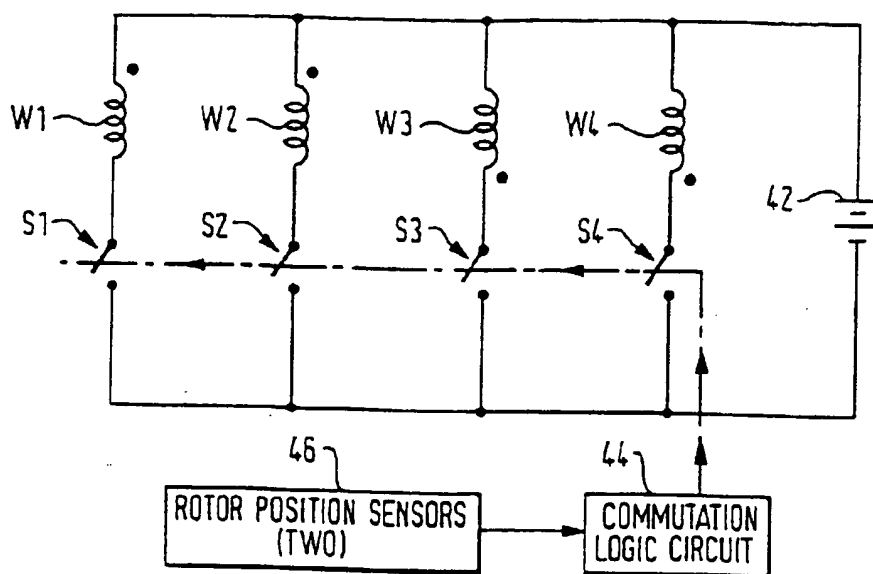 W1
W2
W3
W4
42
S1
S2
S3
S4
46
44
ROTOR POSITION SENSORS
(TWO)
COMMUTATION
LOGIC CIRCUIT